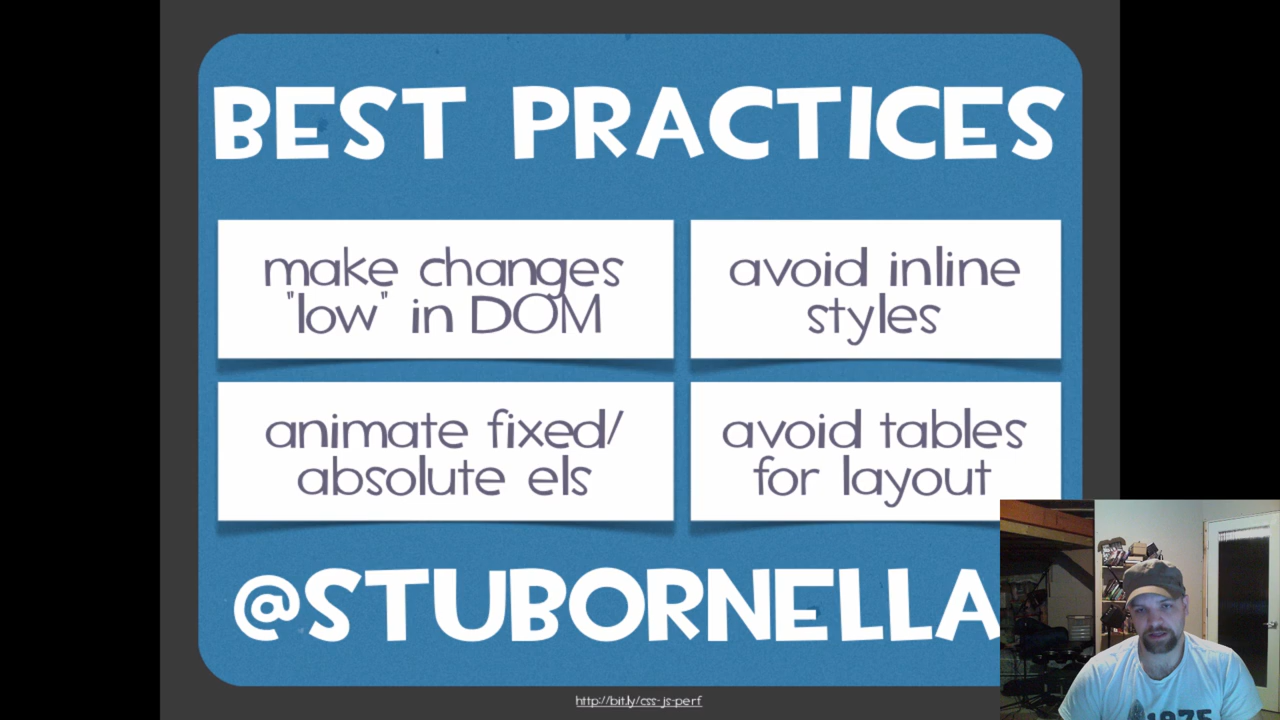 BEST PRACTICES
make changes
"low" in DOM
avoid inline
styles
animate fixed/
absolute els
avoid tables
for layout
@STUBORNELLA
http://bit.ly/css-js-perf
1975